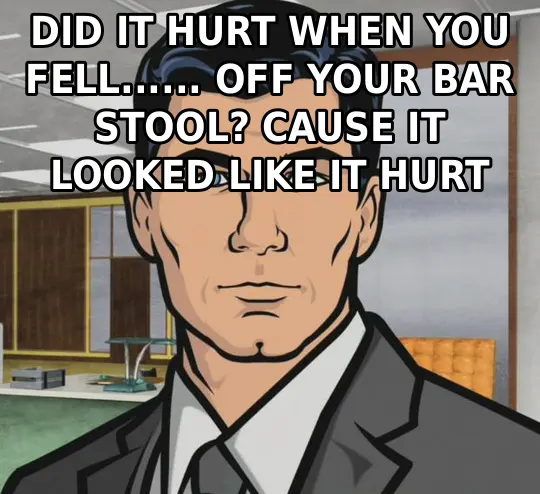 DID IT HURT WHEN YOU
FELL...... OFF YOUR BAR
STOOL? CAUSE IT
LOOKED LIKE IT HURT